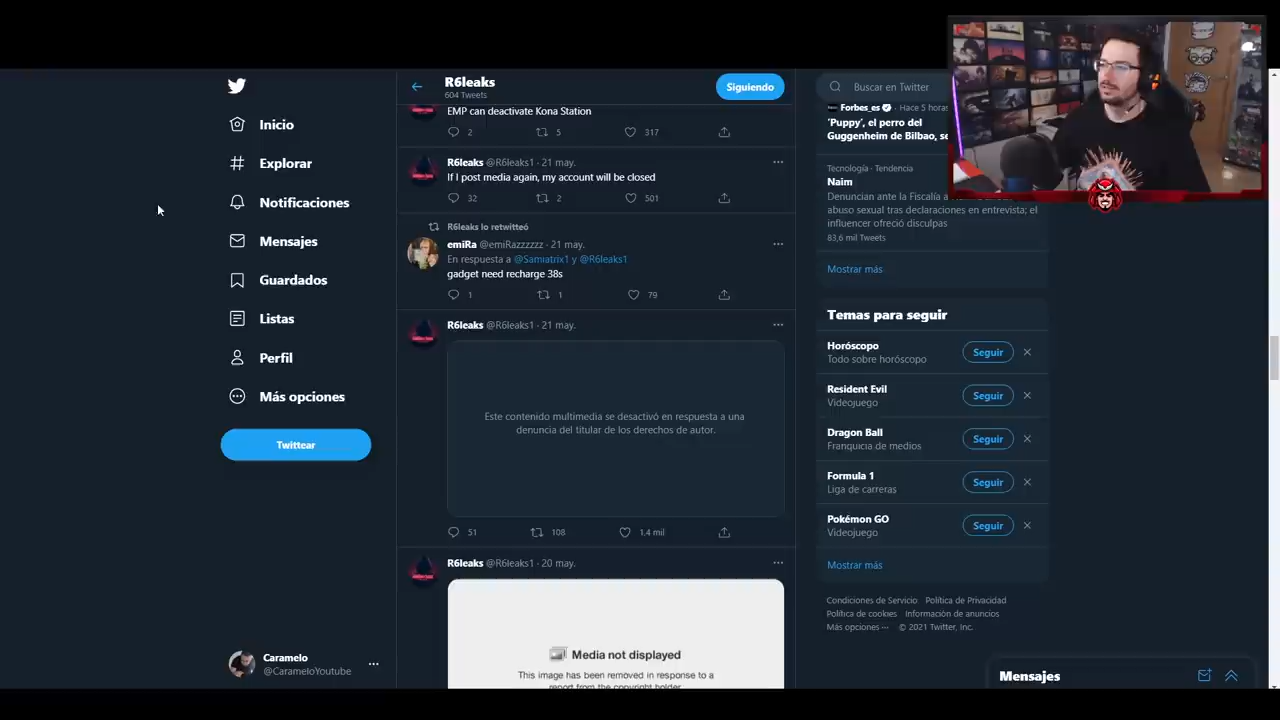 Inicio
Explorar
Notificaciones
Mensajes
Guardados
Listas
Perfil
Más opciones
Twittear
Caramelo
@CarameloYoutube
R6leaks
604 Tweets
Siguiendo
EMP can deactivate Kona Station
2 5 317
R6leaks @R6leaks1 · 21 may.
If I post media again, my account will be closed
32 2 501
R6leaks lo retwitteó
emiRa @emiRazzzzzz · 21 may.
En respuesta a @Samiatrix1 y @R6leaks1
gadget need recharge 38s
1 1 79
R6leaks @R6leaks1 · 21 may.
Este contenido multimedia se desactivó en respuesta a una
denuncia del titular de los derechos de autor.
51 108 1.4 mil
R6leaks @R6leaks1 · 20 may.
Media not displayed
This image has been removed in response to a
report from the copyright holder.
Buscar en Twitter
Forbes_es · Hace 5 horas
'Puppy', el perro del
Guggenheim de Bilbao, se
Tecnología · Tendencia
Naim
Denuncian ante la Fiscalía
abuso sexual tras declaraciones en entrevista; el
influencer ofreció disculpas
83,6 mil Tweets
Mostrar más
Temas para seguir
Horóscopo
Todo sobre horóscopo
Seguir
Resident Evil
Videojuego
Seguir
Dragon Ball
Franquicia de medios
Seguir
Formula 1
Liga de carreras
Seguir
Pokémon GO
Videojuego
Seguir
Mostrar más
Condiciones de Servicio Política de Privacidad
Política de cookies Información de anuncios
Más opciones ··· © 2021 Twitter, Inc.
Mensajes